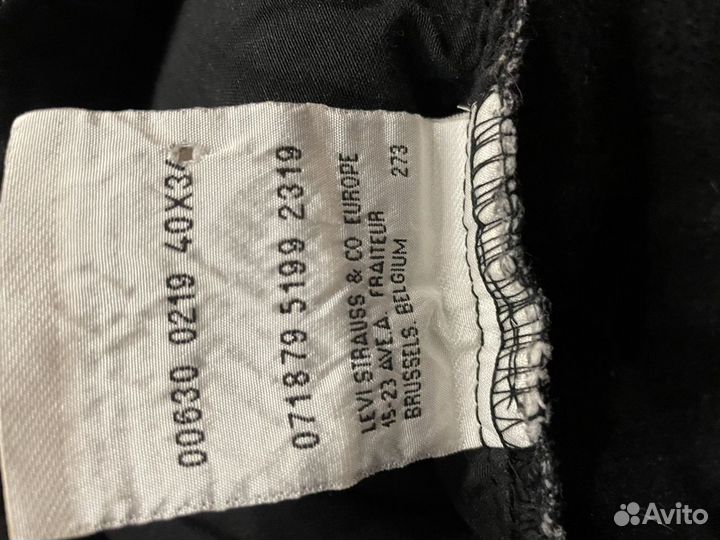 00630 0219 40X34
071879 5199 2319
LEVI STRAUSS & CO EUROPE
15-23 AVE.A. FRAITEUR
BRUSSELS. BELGIUM 273
Avito